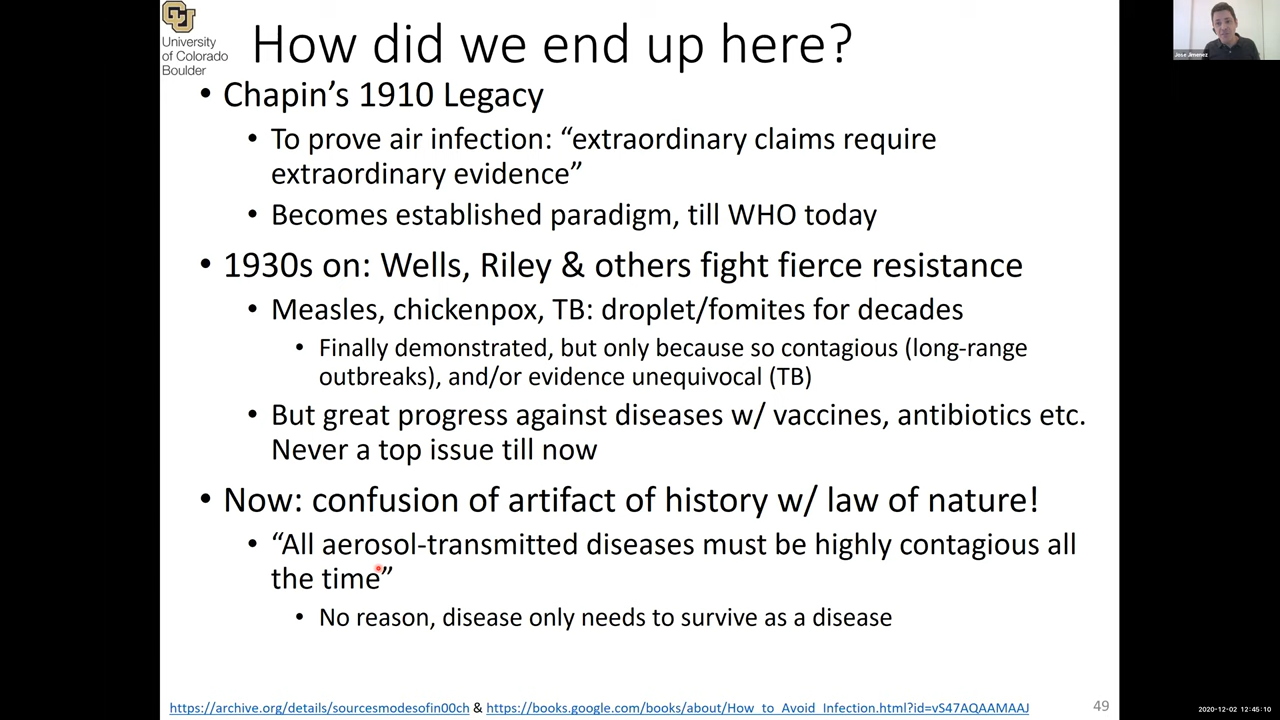 University
of Colorado
Boulder
How did we end up here?
• Chapin’s 1910 Legacy
• To prove air infection: “extraordinary claims require
extraordinary evidence”
• Becomes established paradigm, till WHO today
• 1930s on: Wells, Riley & others fight fierce resistance
• Measles, chickenpox, TB: droplet/fomites for decades
• Finally demonstrated, but only because so contagious (long-range
outbreaks), and/or evidence unequivocal (TB)
• But great progress against diseases w/ vaccines, antibiotics etc.
Never a top issue till now
• Now: confusion of artifact of history w/ law of nature!
• “All aerosol-transmitted diseases must be highly contagious all
the time”
• No reason, disease only needs to survive as a disease
https://archive.org/details/sourcesmodesofin00ch & https://books.google.com/books/about/How_to_Avoid_Infection.html?id=vS47AQAAMAAJ
49
Jose Jimenez
2020-12-02 12:45:10